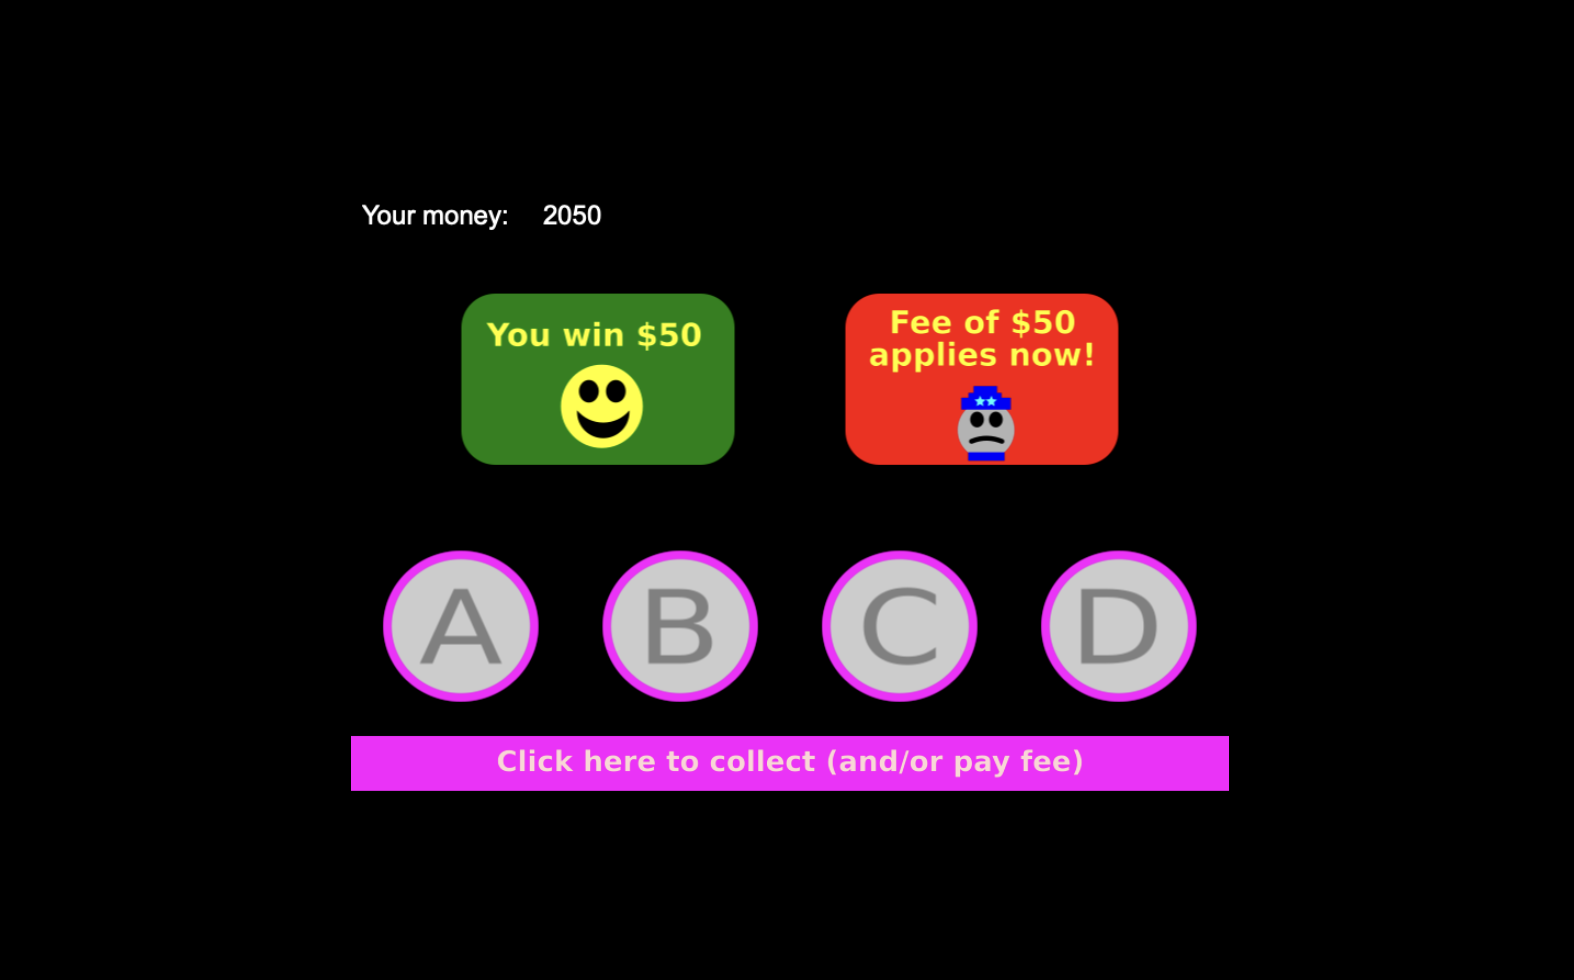 Your money: 2050
You win $50
Fee of $50
applies now!
A B C D
Click here to collect (and/or pay fee)